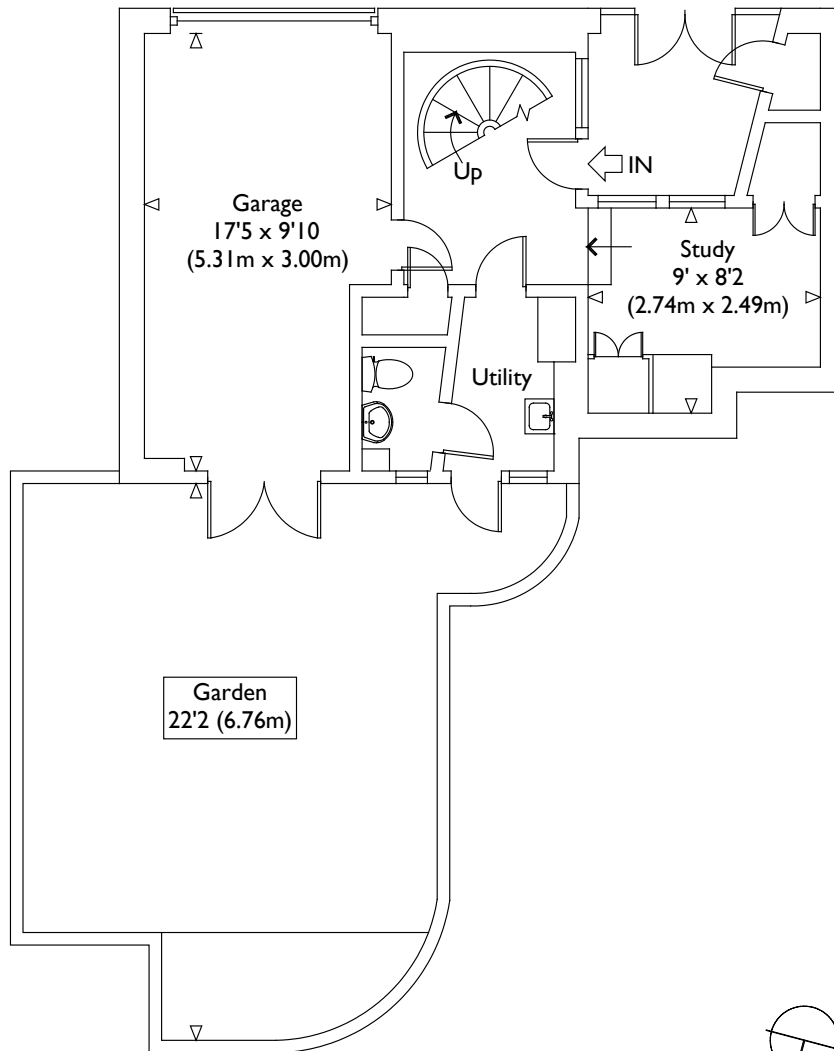 Up
IN
Garage
17'5 x 9'10
(5.31m x 3.00m)
Study
9' x 8'2
(2.74m x 2.49m)
Utility
Garden
22'2 (6.76m)